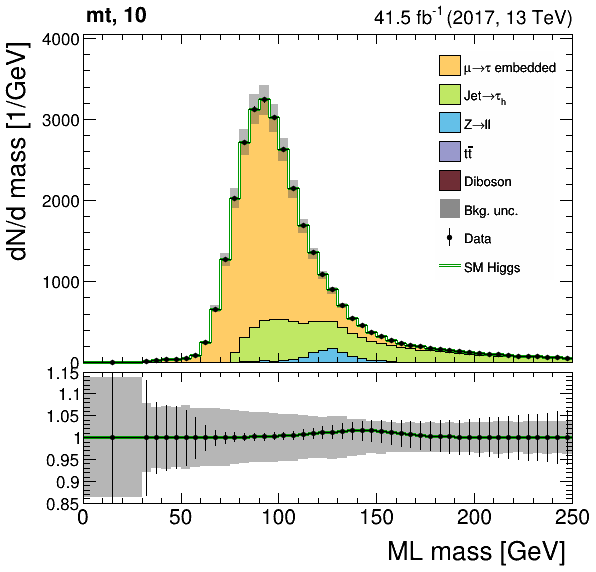 mt, 10
41.5 fb⁻¹ (2017, 13 TeV)
dN/d mass [1/GeV]
4000
3000
2000
1000
0
μ→τ embedded
Jet→τₕ
Z→ll
tt̅
Diboson
Bkg. unc.
Data
SM Higgs
1.15
1.1
1.05
1
0.95
0.9
0.85
0 50 100 150 200 250
ML mass [GeV]